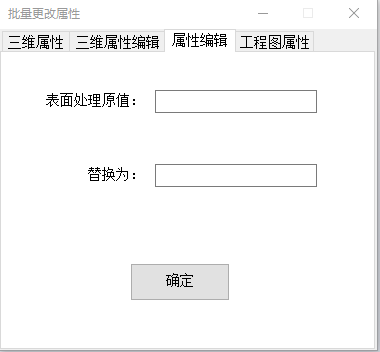 批量更改属性
三维属性 三维属性编辑 属性编辑 工程图属性
表面处理原值：
替换为：
确定